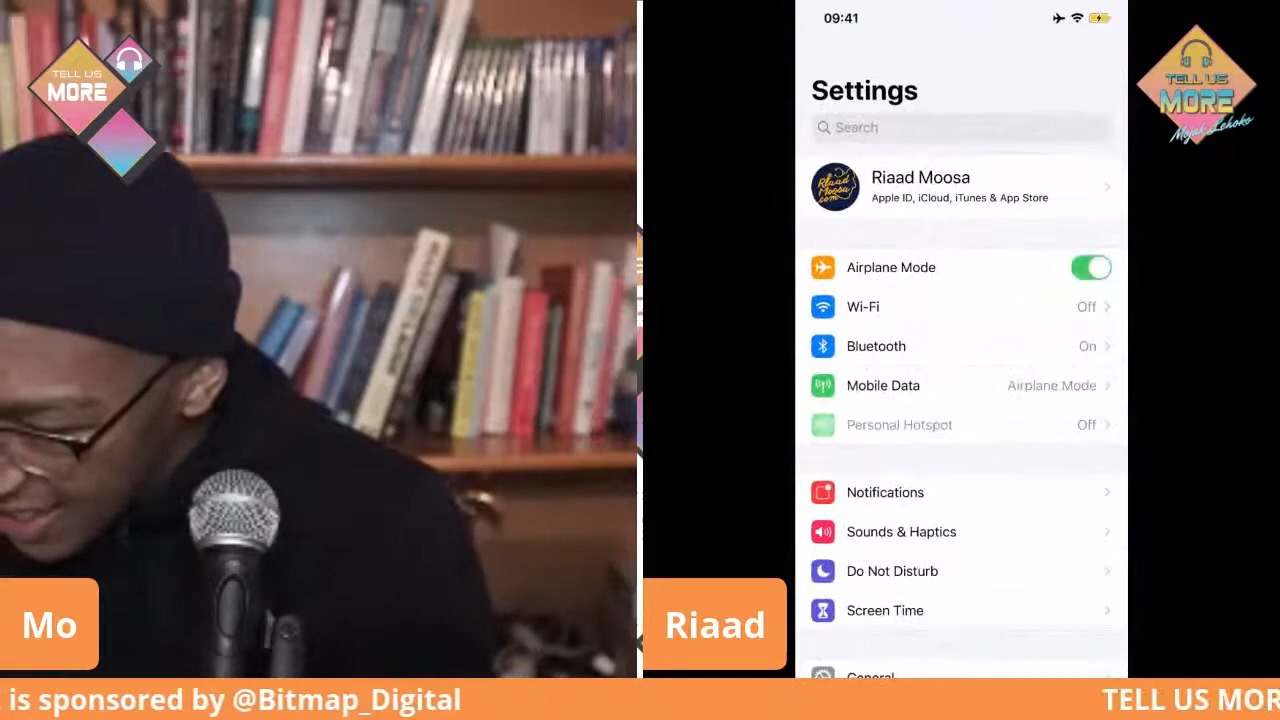 TELL US
MORE
Mo
09:41
Settings
Search
Riaad Moosa
Apple ID, iCloud, iTunes & App Store
Airplane Mode
Wi-Fi
Off
Bluetooth
On
Mobile Data
Airplane Mode
Personal Hotspot
Off
Notifications
Sounds & Haptics
Do Not Disturb
Screen Time
General
Riaad
TELL US
MORE
is sponsored by @Bitmap_Digital
TELL US MOR